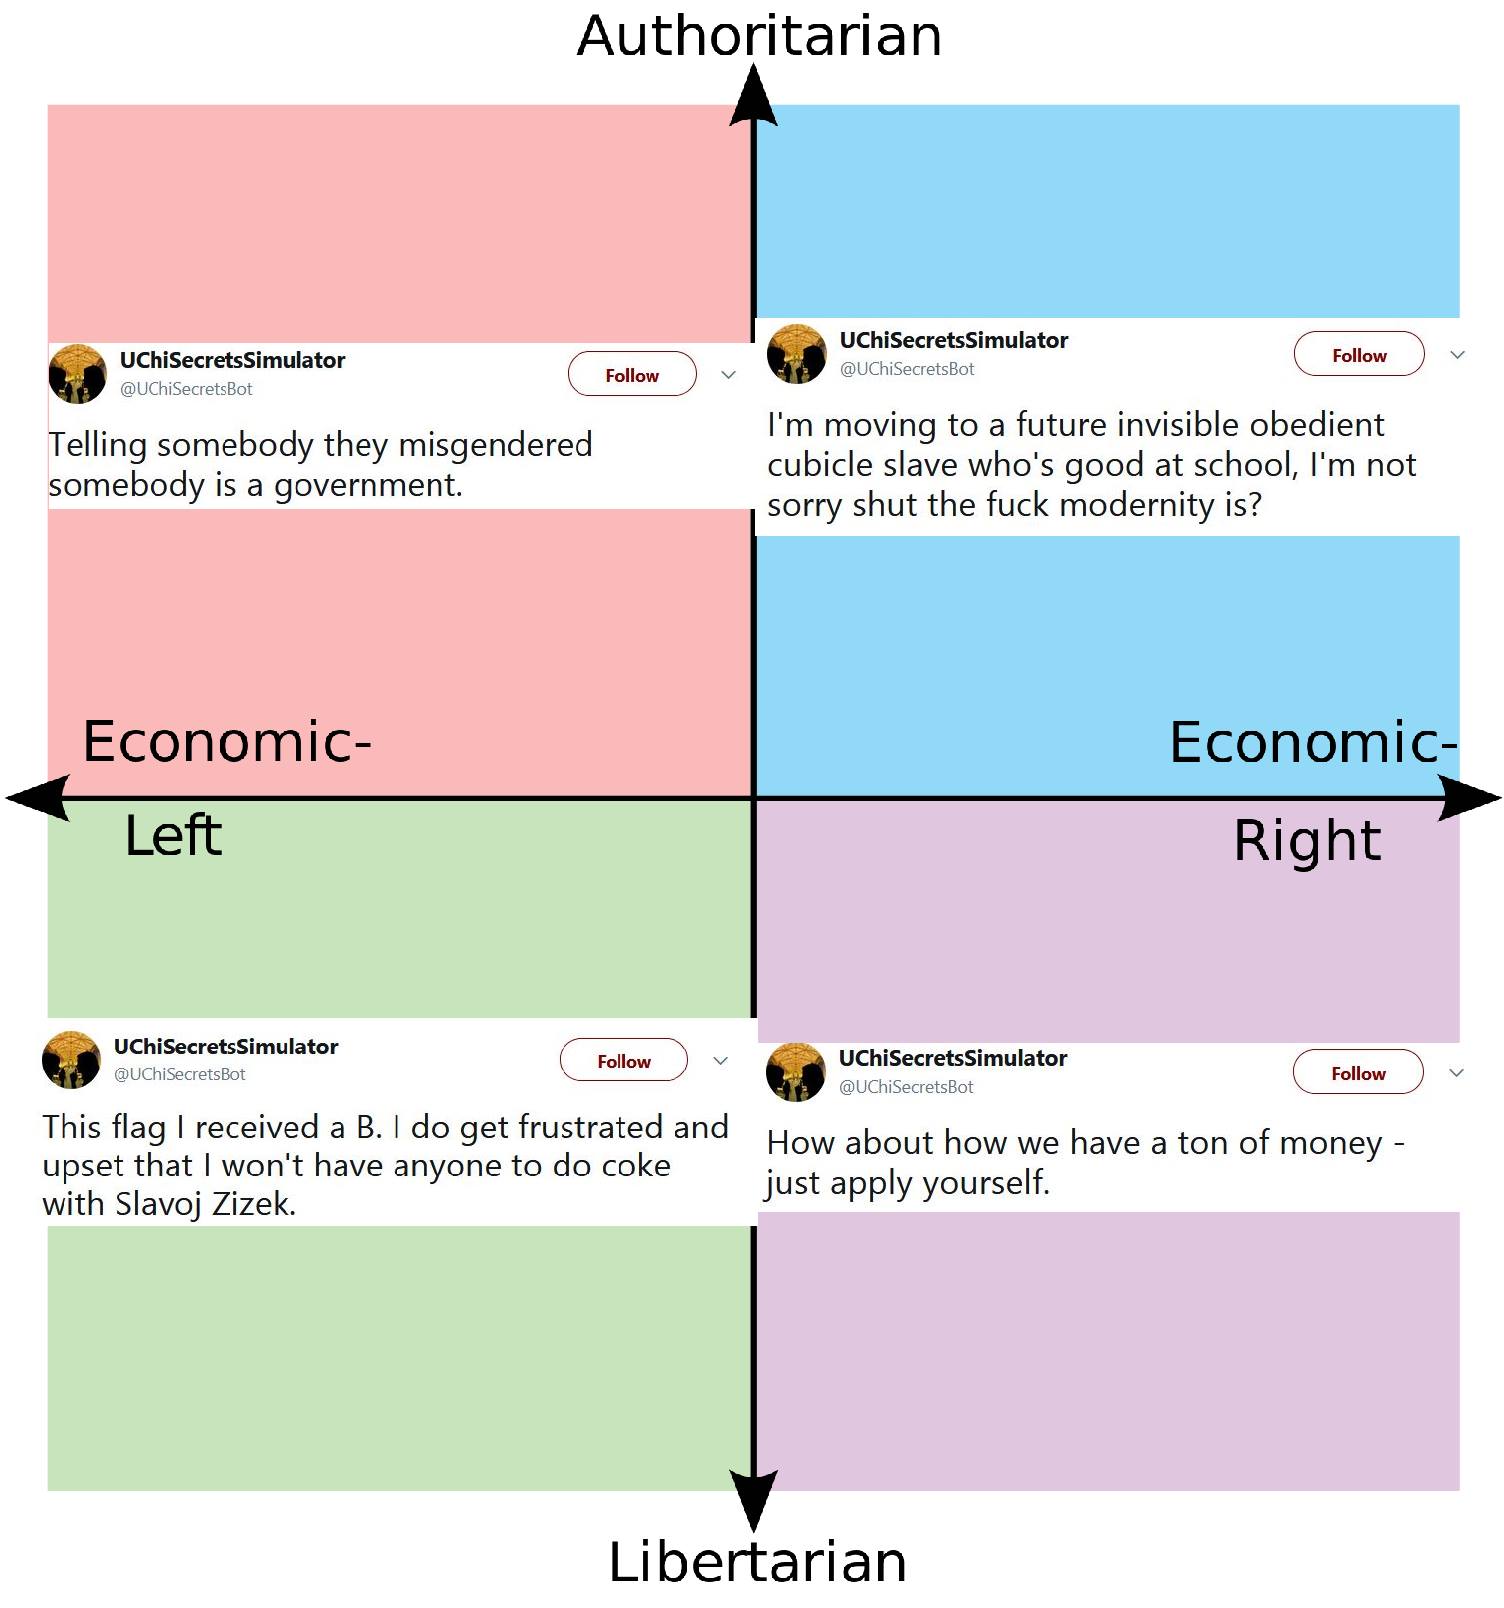 Authoritarian
UChiSecretsSimulator
@UChiSecretsBot
Follow
Telling somebody they misgendered
somebody is a government.
UChiSecretsSimulator
@UChiSecretsBot
Follow
I'm moving to a future invisible obedient
cubicle slave who's good at school, I'm not
sorry shut the fuck modernity is?
Economic-
Left
Economic-
Right
UChiSecretsSimulator
@UChiSecretsBot
Follow
This flag I received a B. I do get frustrated and
upset that I won't have anyone to do coke
with Slavoj Zizek.
UChiSecretsSimulator
@UChiSecretsBot
Follow
How about how we have a ton of money -
just apply yourself.
Libertarian